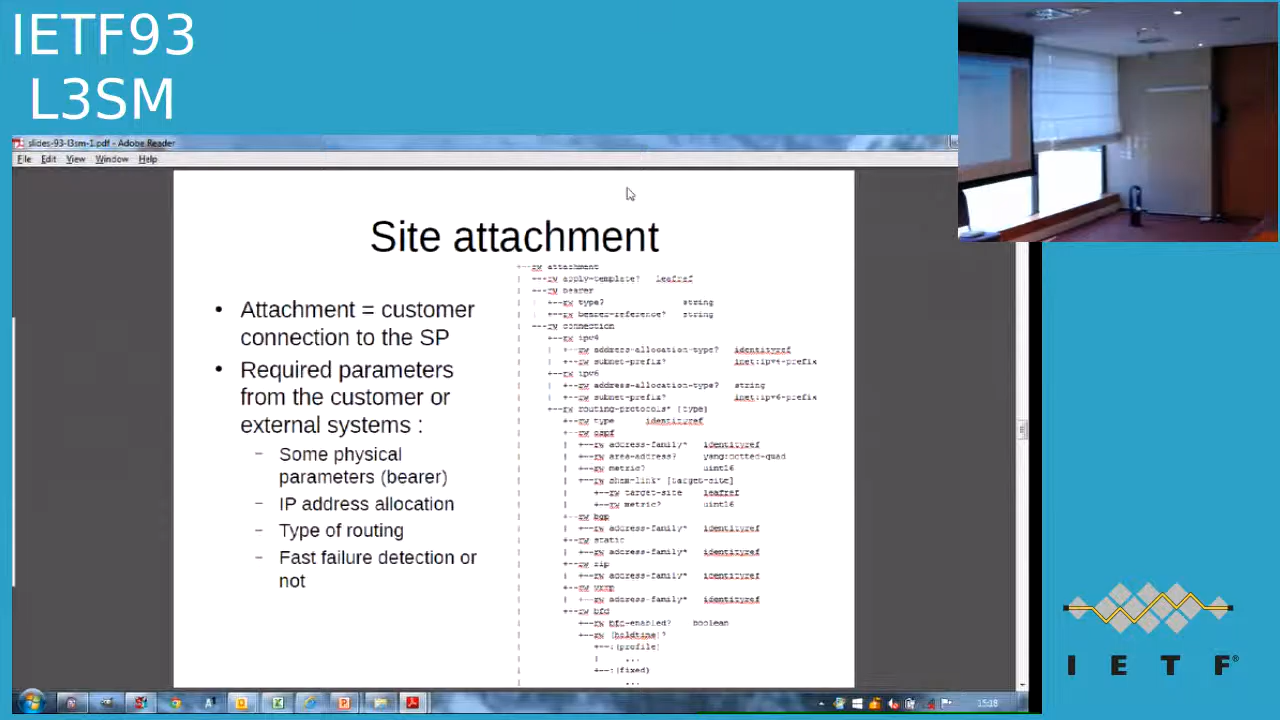 IETF93
L3SM
slides-93-l3sm-1.pdf - Adobe Reader
File Edit View Window Help
Site attachment
• Attachment = customer
connection to the SP
• Required parameters
from the customer or
external systems :
– Some physical
parameters (bearer)
– IP address allocation
– Type of routing
– Fast failure detection or
not
+--rw attachment
| +--rw apply-template? leafref
| +--rw bearer
| | +--rw type? string
| | +--rw bearer-reference? string
| +--rw connection
| +--rw ipv4
| | +--rw address-allocation-type? identityref
| | +--rw subnet-prefix? inet:ipv4-prefix
| +--rw ipv6
| | +--rw address-allocation-type? string
| | +--rw subnet-prefix? inet:ipv6-prefix
| +--rw routing-protocols* [type]
| | +--rw type identityref
| | +--rw ospf
| | | +--rw address-family* identityref
| | | +--rw area-address? yang:dotted-quad
| | | +--rw metric? uint16
| | | +--rw sham-link* [target-site]
| | | +--rw target-site leafref
| | | +--rw metric? uint16
| | +--rw bgp
| | | +--rw address-family* identityref
| | +--rw static
| | | +--rw address-family* identityref
| | +--rw rip
| | | +--rw address-family* identityref
| | +--rw vrrp
| | | +--rw address-family* identityref
| | +--rw bfd
| | +--rw bfd-enabled? boolean
| | +--rw (holdtime)?
| | +--:(profile)
| | | ...
| | +--:(fixed)
| | ...
15:18
IETF®